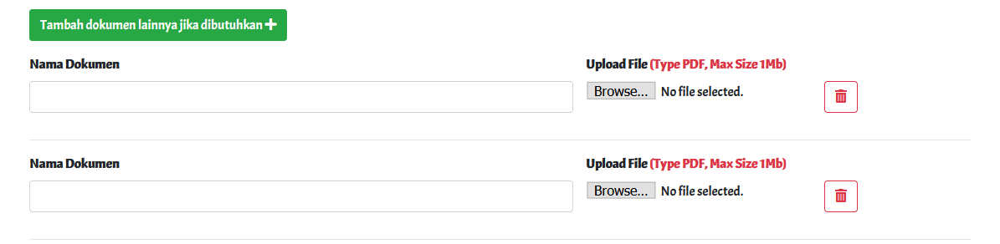 Tambah dokumen lainnya jika dibutuhkan
Nama Dokumen Upload File (Type PDF, Max Size 1Mb)
Browse... No file selected.
Nama Dokumen Upload File (Type PDF, Max Size 1Mb)
Browse... No file selected.